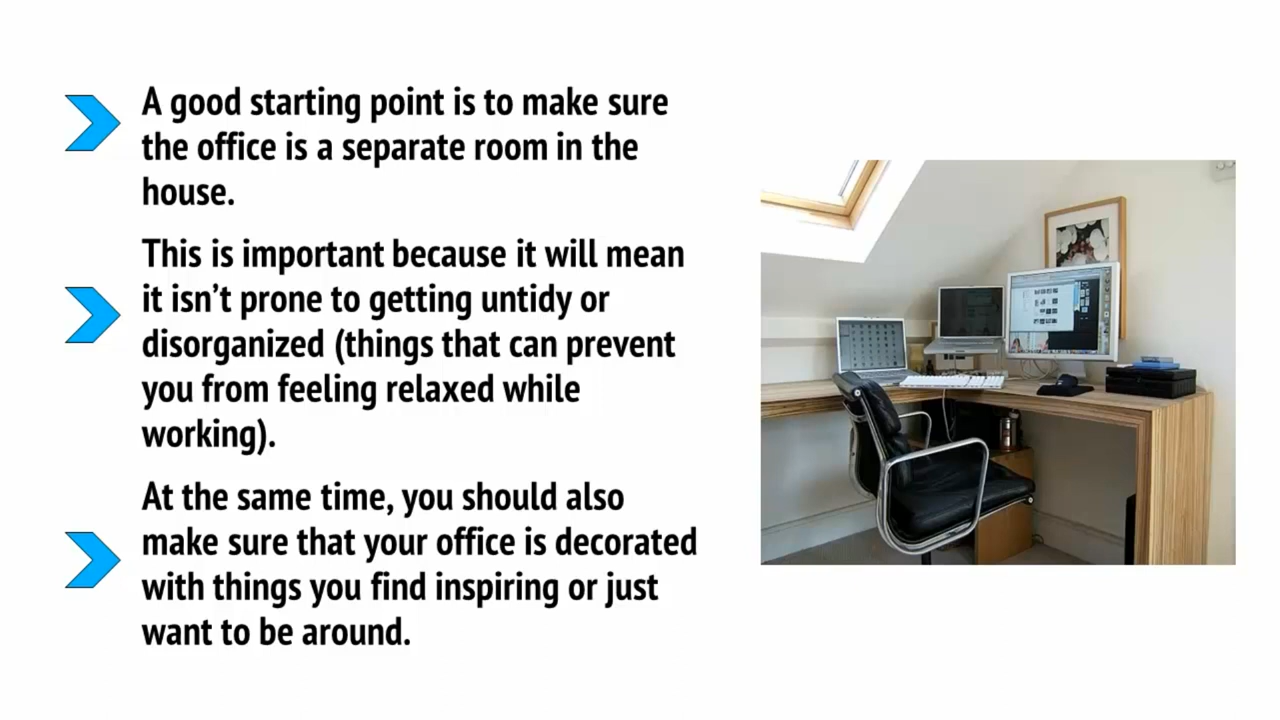 A good starting point is to make sure
the office is a separate room in the
house.
This is important because it will mean
it isn’t prone to getting untidy or
disorganized (things that can prevent
you from feeling relaxed while
working).
At the same time, you should also
make sure that your office is decorated
with things you find inspiring or just
want to be around.